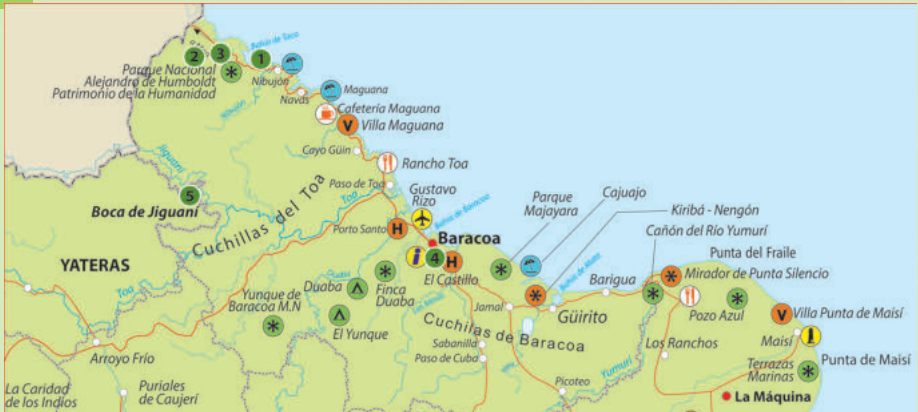 Bahía de Taco
2
3
1
Parque Nacional
Alejandro de Humboldt
Patrimonio de la Humanidad
Nibujón
Nibujón
Navas
Maguana
Cafetería Maguana
V
Villa Maguana
Cayo Güin
Rancho Toa
Jiguaní
5
Boca de Jiguaní
Cuchillas del Toa
Paso de Toa
Toa
Gustavo
Rizo
Porto Santo
H
Bahía de Baracoa
Baracoa
i
4
H
El Castillo
YATERAS
Toa
Duaba
Duaba
Finca
Duaba
Yunque de
Baracoa M.N
El Yunque
Arroyo Frío
La Caridad
de los Indios
Puriales
de Caujerí
Parque
Majayara
Cajuajo
Kiribá - Nengón
Cañón del Río Yumurí
Punta del Fraile
Mirador de Punta Silencio
Barigua
Jamal
Güirito
Cuchillas de Baracoa
Sabanilla
Paso de Cuba
Yumurí
Picoteo
Los Ranchos
Pozo Azul
V
Villa Punta de Maisí
Maisí
Punta de Maisí
Terrazas
Marinas
La Máquina